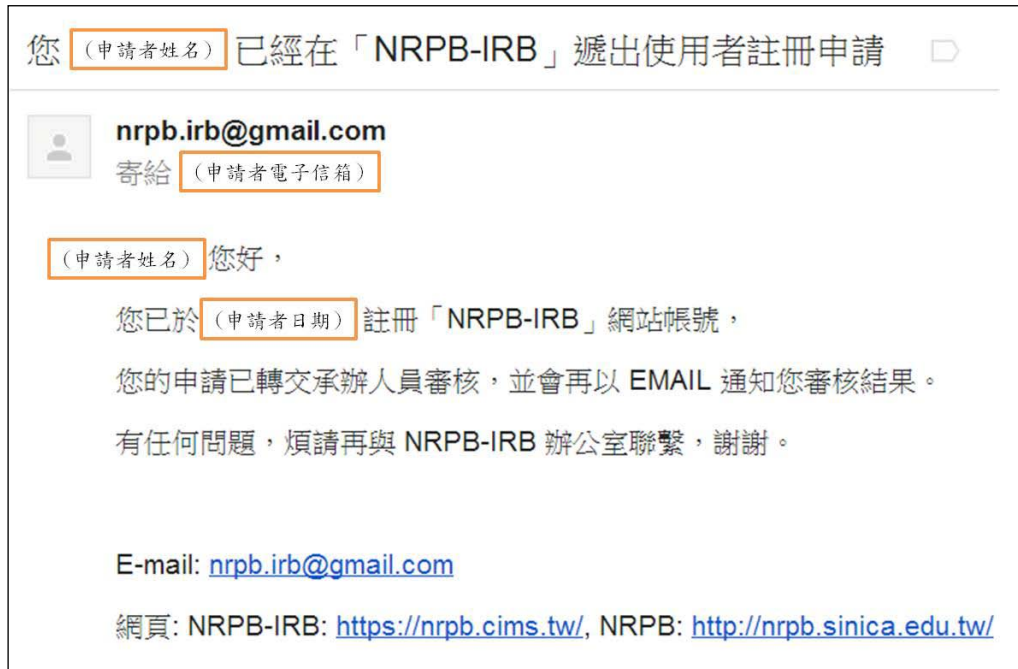 您（申請者姓名）已經在「NRPB-IRB」遞出使用者註冊申請
nrpb.irb@gmail.com
寄給（申請者電子信箱）
（申請者姓名）您好，
您已於（申請者日期）註冊「NRPB-IRB」網站帳號，
您的申請已轉交承辦人員審核，並會再以 EMAIL 通知您審核結果。
有任何問題，煩請再與 NRPB-IRB 辦公室聯繫，謝謝。
E-mail: nrpb.irb@gmail.com
網頁: NRPB-IRB: https://nrpb.cims.tw/, NRPB: http://nrpb.sinica.edu.tw/